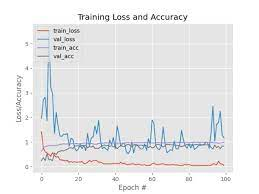 Training Loss and Accuracy
train_loss
val_loss
train_acc
val_acc
5
4
3
2
1
0
Loss/Accuracy
0 20 40 60 80 100
Epoch #